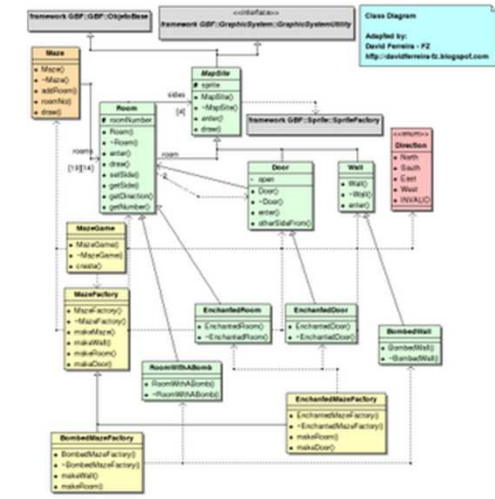 framework GBF::GBF::ObjetoBase
<<interface>>
framework GBF::GraphicSystem::GraphicSystemUtility
Class Diagram
Adapted by:
David Ferreira - FZ
http://davidferreira-fz.blogspot.com
Maze
+ Maze()
+ ~Maze()
+ addRoom()
+ roomNo()
+ draw()
MapSite
# sprite
+ MapSite()
+ ~MapSite()
+ enter()
+ draw()
sides
[4]
framework GBF::Sprite::SpriteFactory
Room
# roomNumber
+ Room()
+ ~Room()
+ enter()
+ draw()
+ setSide()
+ getSide()
+ getDirection()
+ getNumber()
rooms
room
Door
- open
+ Door()
+ ~Door()
+ enter()
+ otherSideFrom()
Wall
+ Wall()
+ ~Wall()
+ enter()
<<enum>>
Direction
+ North
+ South
+ East
+ West
+ INVALID
MazeGame
+ MazeGame()
+ ~MazeGame()
+ create()
MazeFactory
+ MazeFactory()
+ ~MazeFactory()
+ makeMaze()
+ makeWall()
+ makeRoom()
+ makeDoor()
EnchantedRoom
+ EnchantedRoom()
+ ~EnchantedRoom()
EnchantedDoor
+ EnchantedDoor()
+ ~EnchantedDoor()
BombedWall
+ BombedWall()
+ ~BombedWall()
RoomWithABomb
+ RoomWithABomb()
+ ~RoomWithABomb()
EnchantedMazeFactory
+ EnchantedMazeFactory()
+ ~EnchantedMazeFactory()
+ makeRoom()
+ makeDoor()
BombedMazeFactory
+ BombedMazeFactory()
+ ~BombedMazeFactory()
+ makeWall()
+ makeRoom()